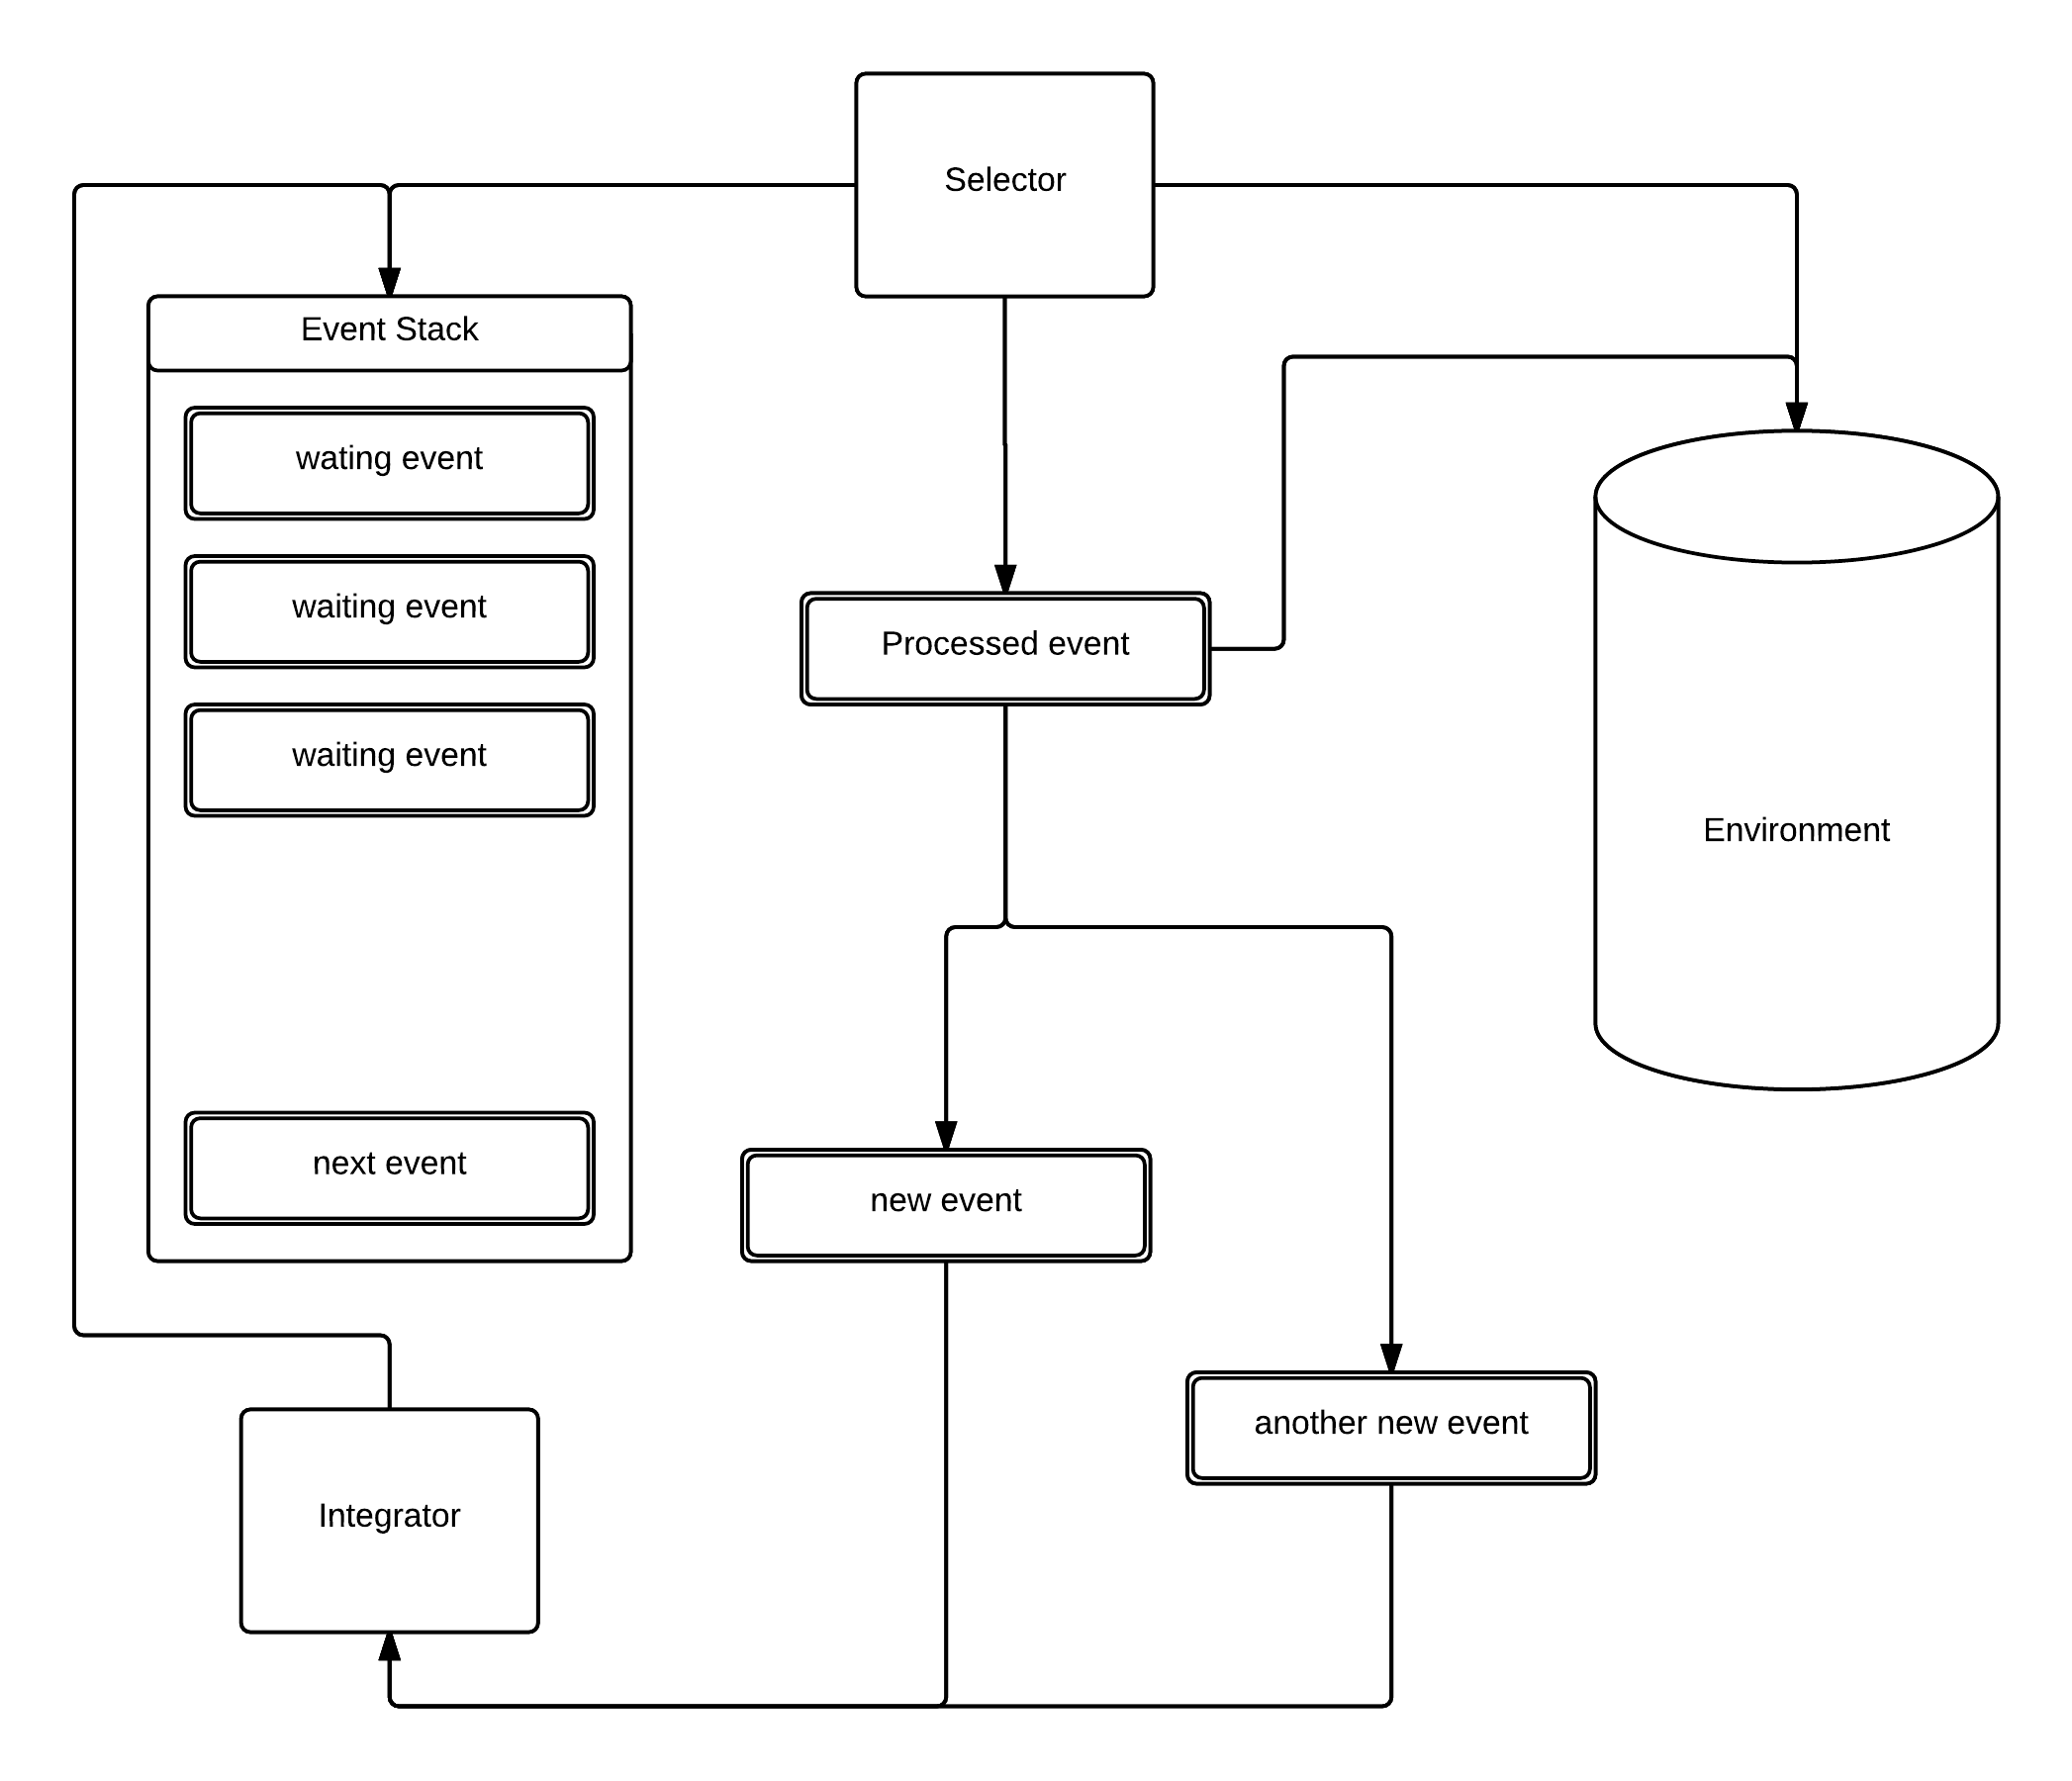 Selector
Event Stack
wating event
waiting event
waiting event
next event
Processed event
Environment
new event
another new event
Integrator